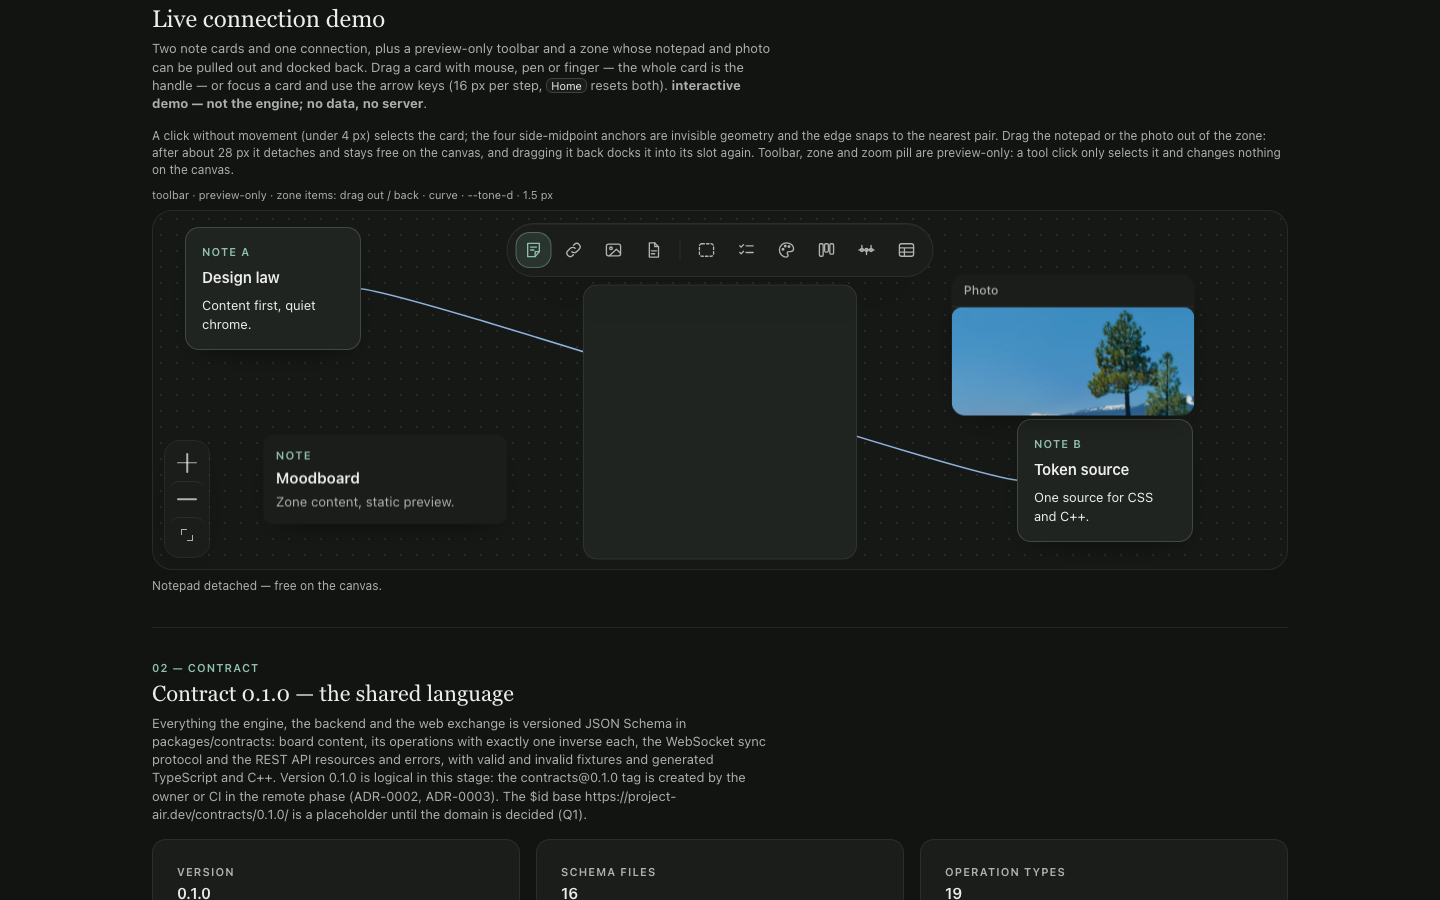 Live connection demo
Two note cards and one connection, plus a preview-only toolbar and a zone whose notepad and photo
can be pulled out and docked back. Drag a card with mouse, pen or finger — the whole card is the
handle — or focus a card and use the arrow keys (16 px per step, Home resets both). interactive
demo — not the engine; no data, no server.
A click without movement (under 4 px) selects the card; the four side-midpoint anchors are invisible geometry and the edge snaps to the nearest pair. Drag the notepad or the photo out of the zone:
after about 28 px it detaches and stays free on the canvas, and dragging it back docks it into its slot again. Toolbar, zone and zoom pill are preview-only: a tool click only selects it and changes nothing
on the canvas.
toolbar · preview-only · zone items: drag out / back · curve · --tone-d · 1.5 px
NOTE A
Design law
Content first, quiet
chrome.
Photo
NOTE
Moodboard
Zone content, static preview.
NOTE B
Token source
One source for CSS
and C++.
Notepad detached — free on the canvas.
02 — CONTRACT
Contract 0.1.0 — the shared language
Everything the engine, the backend and the web exchange is versioned JSON Schema in
packages/contracts: board content, its operations with exactly one inverse each, the WebSocket sync
protocol and the REST API resources and errors, with valid and invalid fixtures and generated
TypeScript and C++. Version 0.1.0 is logical in this stage: the contracts@0.1.0 tag is created by the
owner or CI in the remote phase (ADR-0002, ADR-0003). The $id base https://project-
air.dev/contracts/0.1.0/ is a placeholder until the domain is decided (Q1).
VERSION
0.1.0
SCHEMA FILES
16
OPERATION TYPES
19